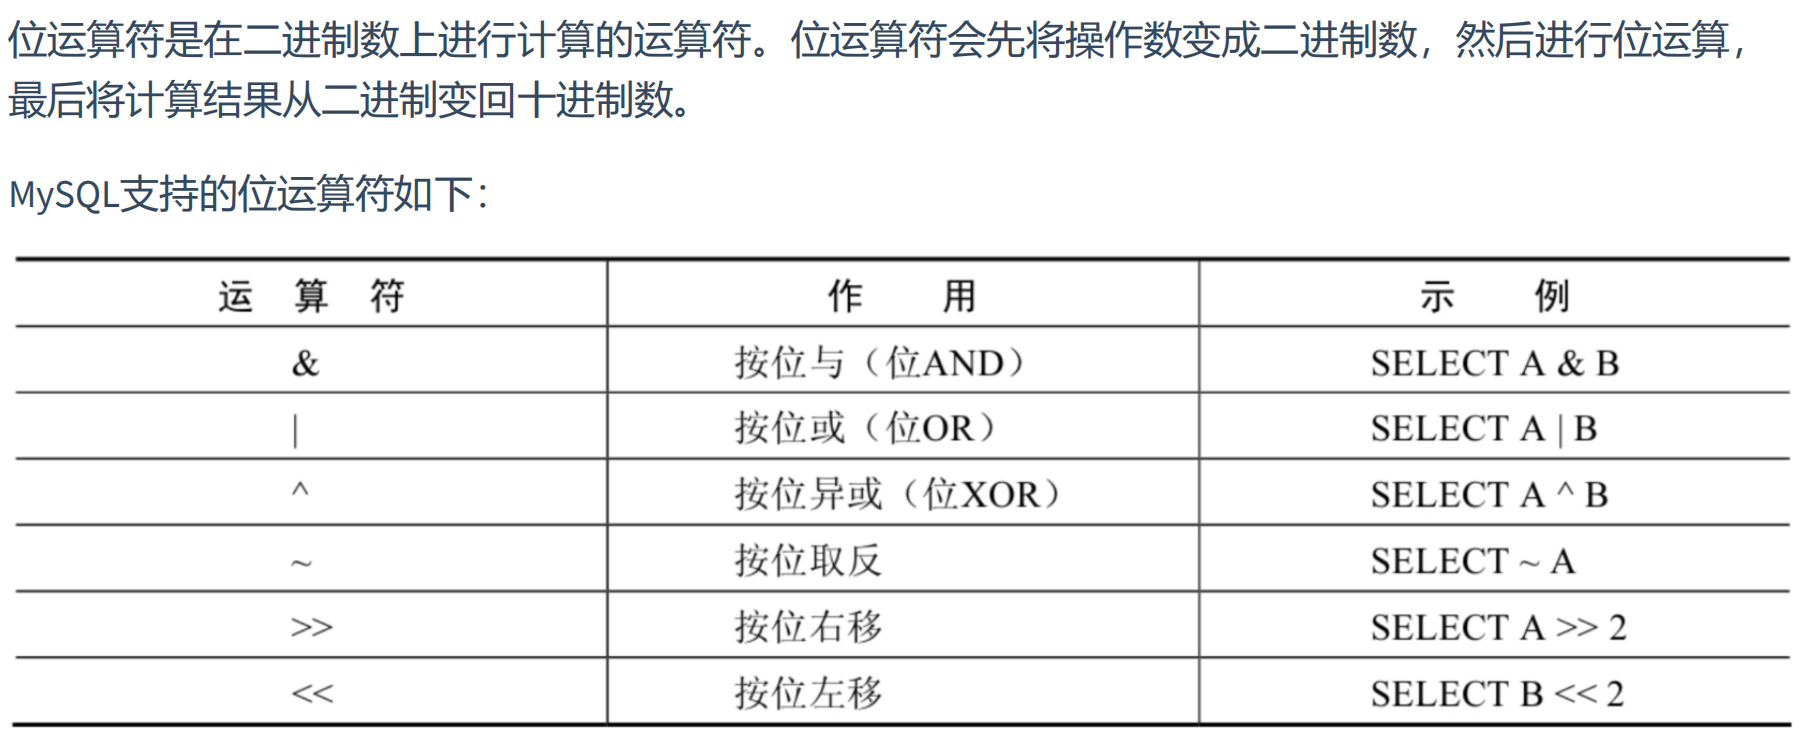 位运算符是在二进制数上进行计算的运算符。位运算符会先将操作数变成二进制数，然后进行位运算，
最后将计算结果从二进制变回十进制数。
MySQL支持的位运算符如下：
运 算 符 作 用 示 例
& 按位与（位AND） SELECT A & B
| 按位或（位OR） SELECT A | B
^ 按位异或（位XOR） SELECT A ^ B
~ 按位取反 SELECT ~ A
>> 按位右移 SELECT A >> 2
<< 按位左移 SELECT B << 2